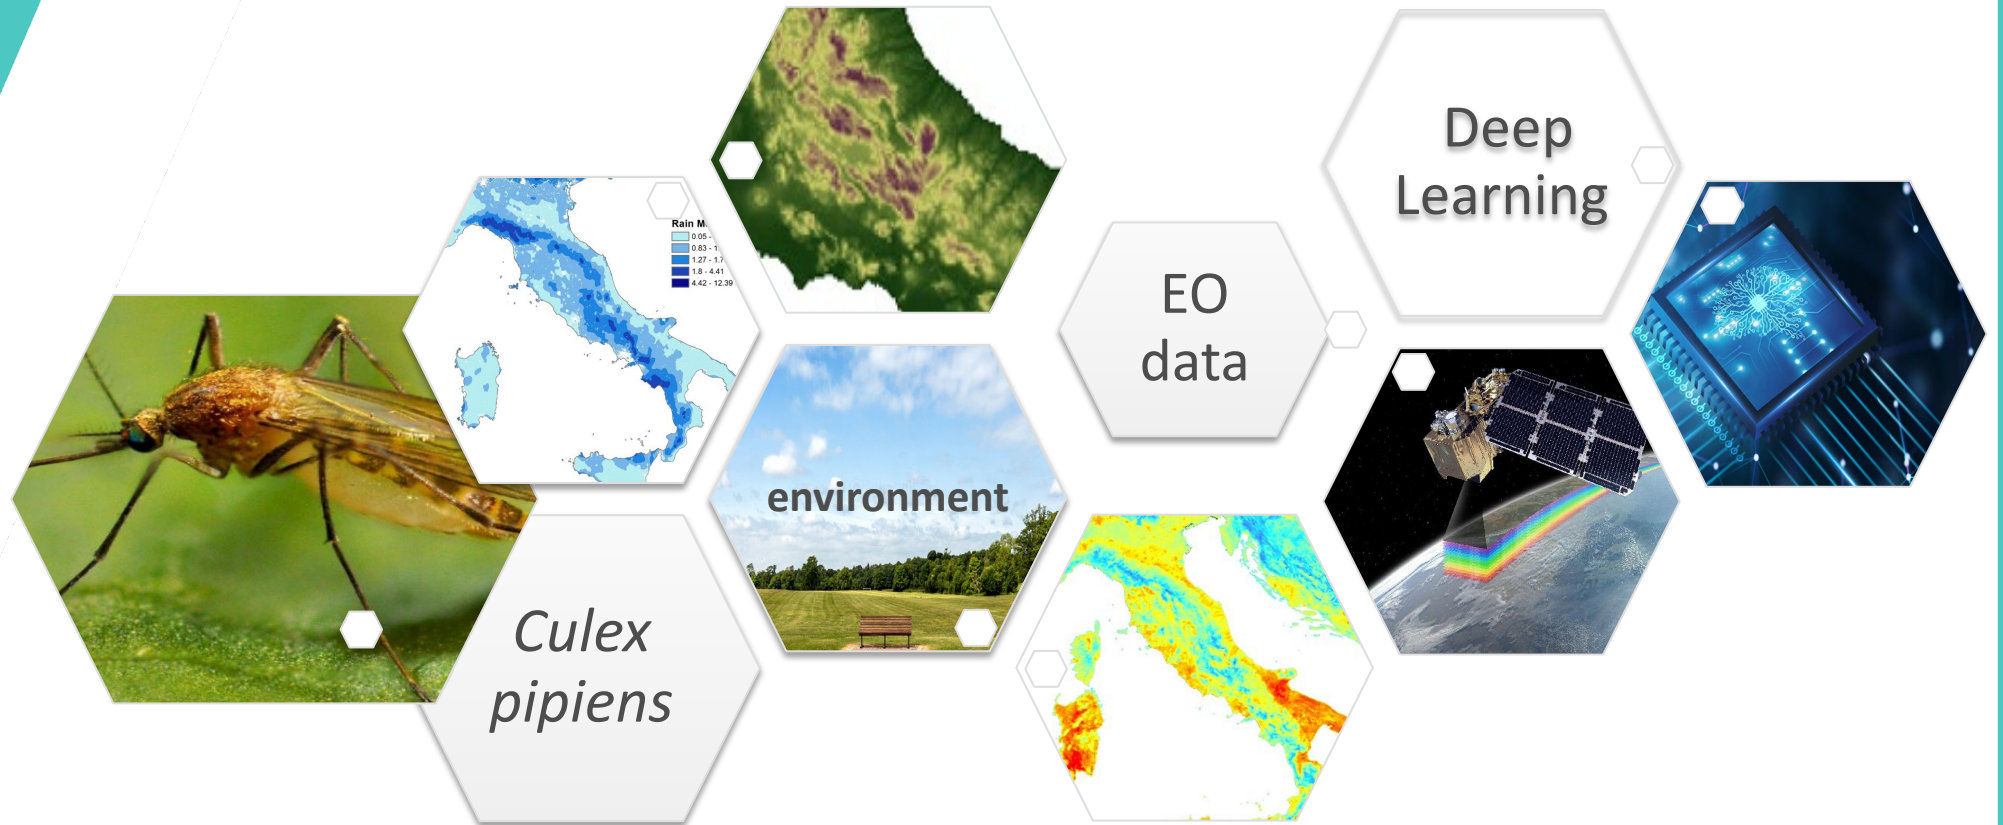 Deep
Learning
Rain M
0.05 -
0.83 - 1
1.27 - 1.7
1.8 - 4.41
4.42 - 12.39
EO
data
environment
Culex
pipiens